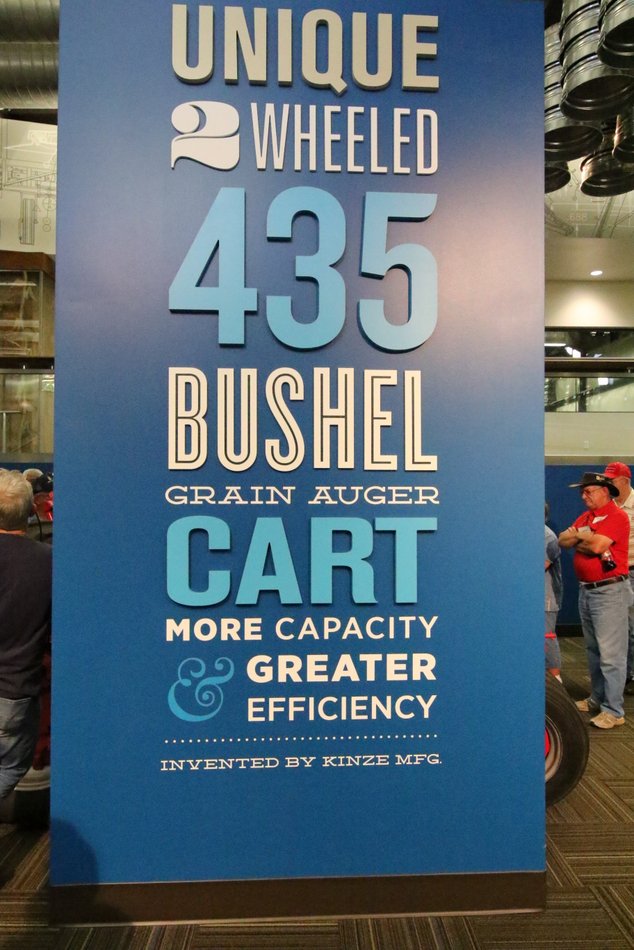 UNIQUE
2 WHEELED
435
BUSHEL
GRAIN AUGER
CART
MORE CAPACITY
& GREATER
EFFICIENCY
INVENTED BY KINZE MFG.